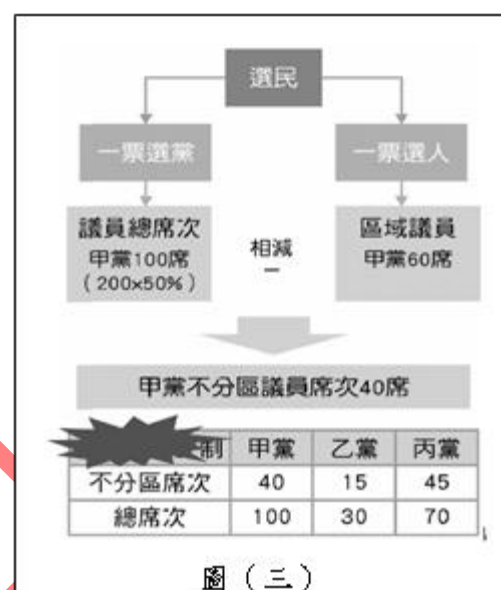 選民
一票選黨 一票選人
議員總席次 區域議員
甲黨100席 相減 甲黨60席
(200×50%) －
甲黨不分區議員席次40席
制 甲黨 乙黨 丙黨
不分區席次 40 15 45
總席次 100 30 70
圖(三)